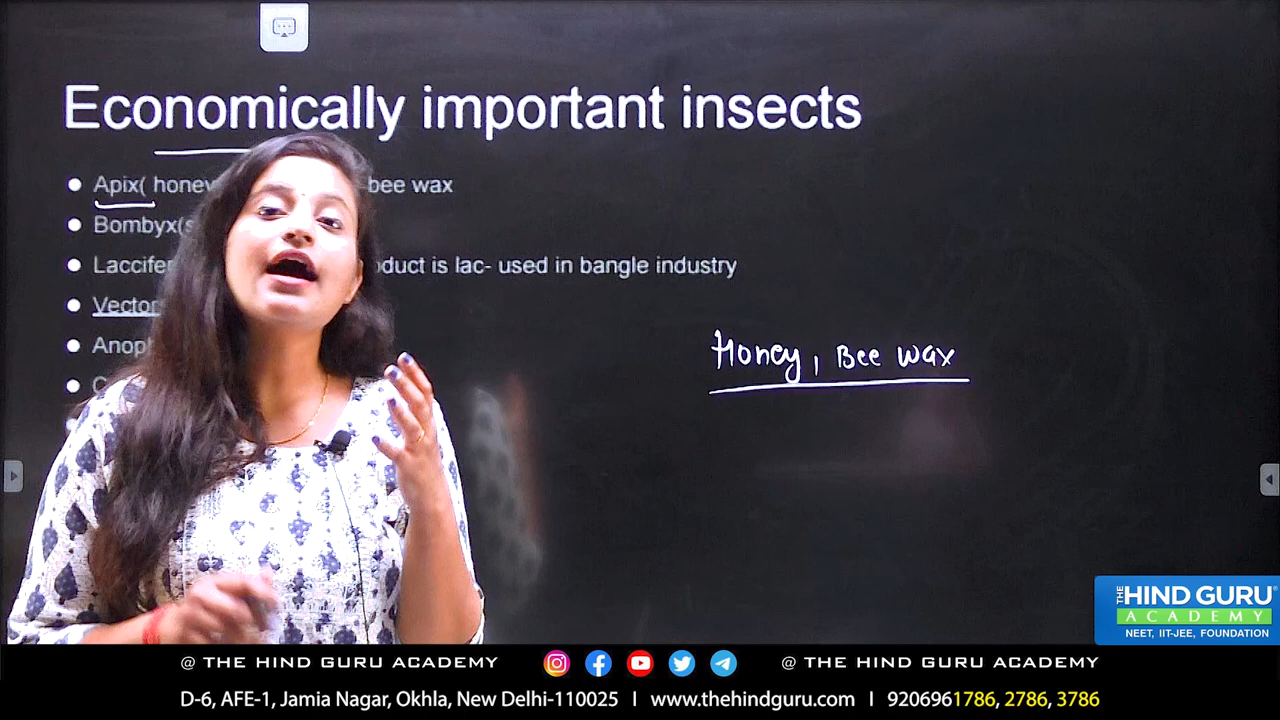 Economically important insects
Apix( honey bee wax
Bombyx(s
Laccifer oduct is lac- used in bangle industry
Vector
Anoph
Honey, Bee wax
THE HIND GURU
ACADEMY
NEET, IIT-JEE, FOUNDATION
@ THE HIND GURU ACADEMY @ THE HIND GURU ACADEMY
D-6, AFE-1, Jamia Nagar, Okhla, New Delhi-110025 I www.thehindguru.com I 9206961786, 2786, 3786